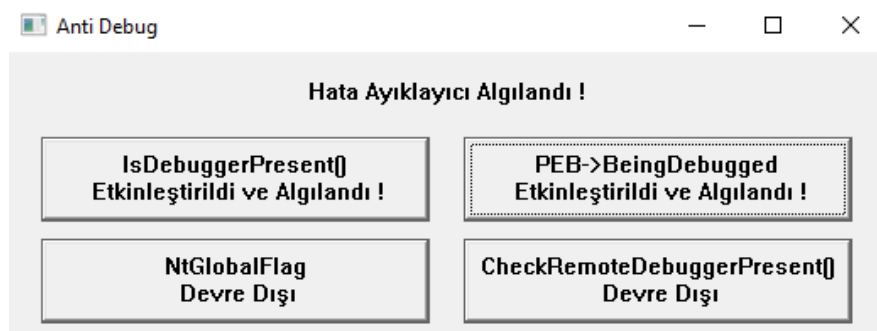 Anti Debug
Hata Ayıklayıcı Algılandı !
IsDebuggerPresent()
Etkinleştirildi ve Algılandı !
PEB->BeingDebugged
Etkinleştirildi ve Algılandı !
NtGlobalFlag
Devre Dışı
CheckRemoteDebuggerPresent()
Devre Dışı